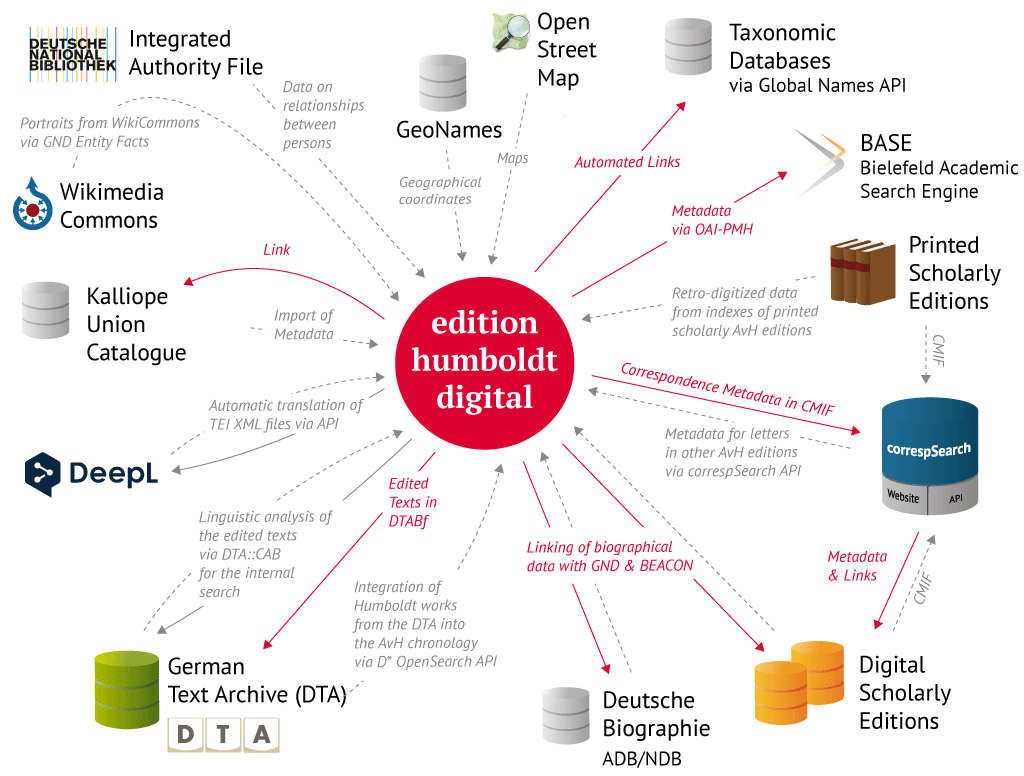 DEUTSCHE
NATIONAL
BIBLIOTHEK
Integrated
Authority File
Data on
relationships
between
persons
Portraits from WikiCommons
via GND Entity Facts
Wikimedia
Commons
GeoNames
Geographical
coordinates
Open
Street
Map
Maps
Taxonomic
Databases
via Global Names API
Automated Links
BASE
Bielefeld Academic
Search Engine
Metadata
via OAI-PMH
Printed
Scholarly
Editions
Retro-digitized data
from indexes of printed
scholarly AvH editions
CMIF
Link
Kalliope
Union
Catalogue
Import of
Metadata
edition
humboldt
digital
Correspondence Metadata in CMIF
Metadata for letters
in other AvH editions
via correspSearch API
correspSearch
Website
API
Automatic translation of
TEI XML files via API
DeepL
Linguistic analysis of
the edited texts
via DTA::CAB
for the internal
search
Edited
Texts in
DTABf
Integration of
Humboldt works
from the DTA into
the AvH chronology
via D* OpenSearch API
Linking of biographical
data with GND & BEACON
Metadata
& Links
CMIF
German
Text Archive (DTA)
D T A
Deutsche
Biographie
ADB/NDB
Digital
Scholarly
Editions